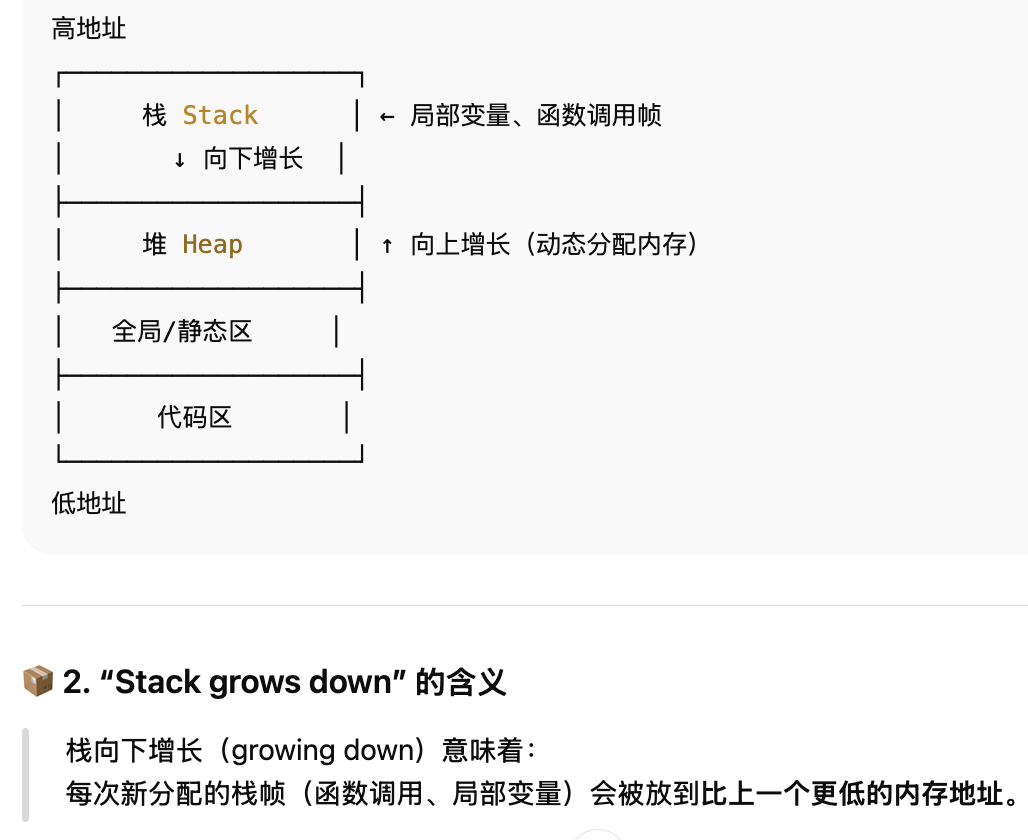 高地址
栈 Stack ← 局部变量、函数调用帧
↓ 向下增长
堆 Heap ↑ 向上增长（动态分配内存）
全局/静态区
代码区
低地址
📦 2. “Stack grows down” 的含义
栈向下增长（growing down）意味着：
每次新分配的栈帧（函数调用、局部变量）会被放到比上一个更低的内存地址。